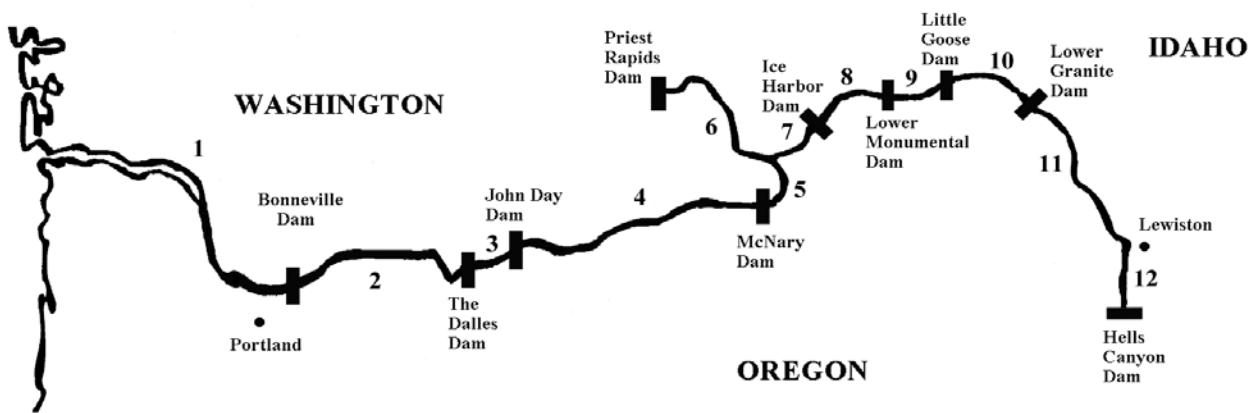 Priest
Rapids
Dam
WASHINGTON
Ice
Harbor
Dam
Little
Goose
Dam
Lower
Granite
Dam
IDAHO
1
2
3
4
5
6
7
8
9
10
11
12
Bonneville
Dam
John Day
Dam
Lower
Monumental
Dam
McNary
Dam
The
Dalles
Dam
Portland
Lewiston
Hells
Canyon
Dam
OREGON